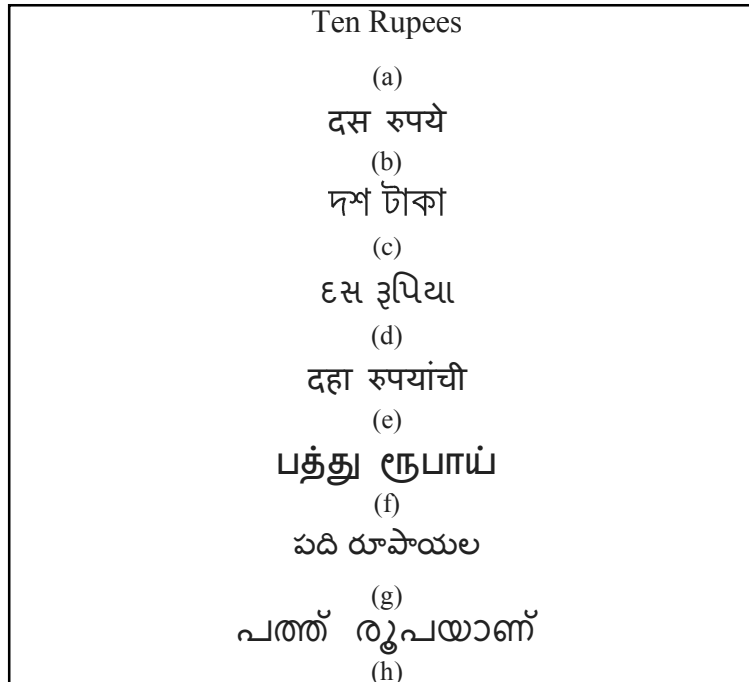 Ten Rupees
(a)
दस रुपये
(b)
দশ টাকা
(c)
દસ રૂપિયા
(d)
दहा रुपयांची
(e)
பத்து ரூபாய்
(f)
పది రూపాయల
(g)
പത്ത് രൂപയാണ്
(h)